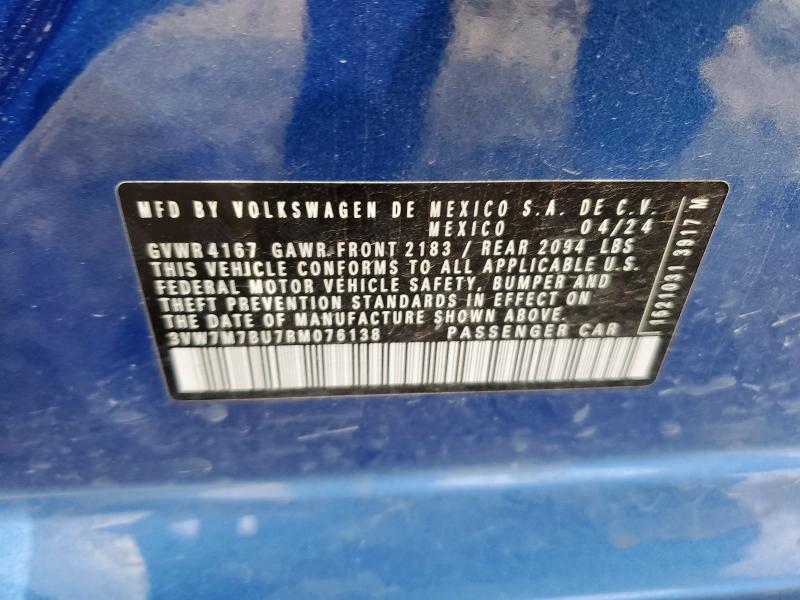 MFD BY VOLKSWAGEN DE MEXICO S.A. DE C.V.
MEXICO 04/24
GVWR 4167 GAWR FRONT 2183 / REAR 2094 LBS
THIS VEHICLE CONFORMS TO ALL APPLICABLE U.S.
FEDERAL MOTOR VEHICLE SAFETY, BUMPER AND
THEFT PREVENTION STANDARDS IN EFFECT ON
THE DATE OF MANUFACTURE SHOWN ABOVE.
3VW7M7BU7RM076138 PASSENGER CAR
1621031 3917 M